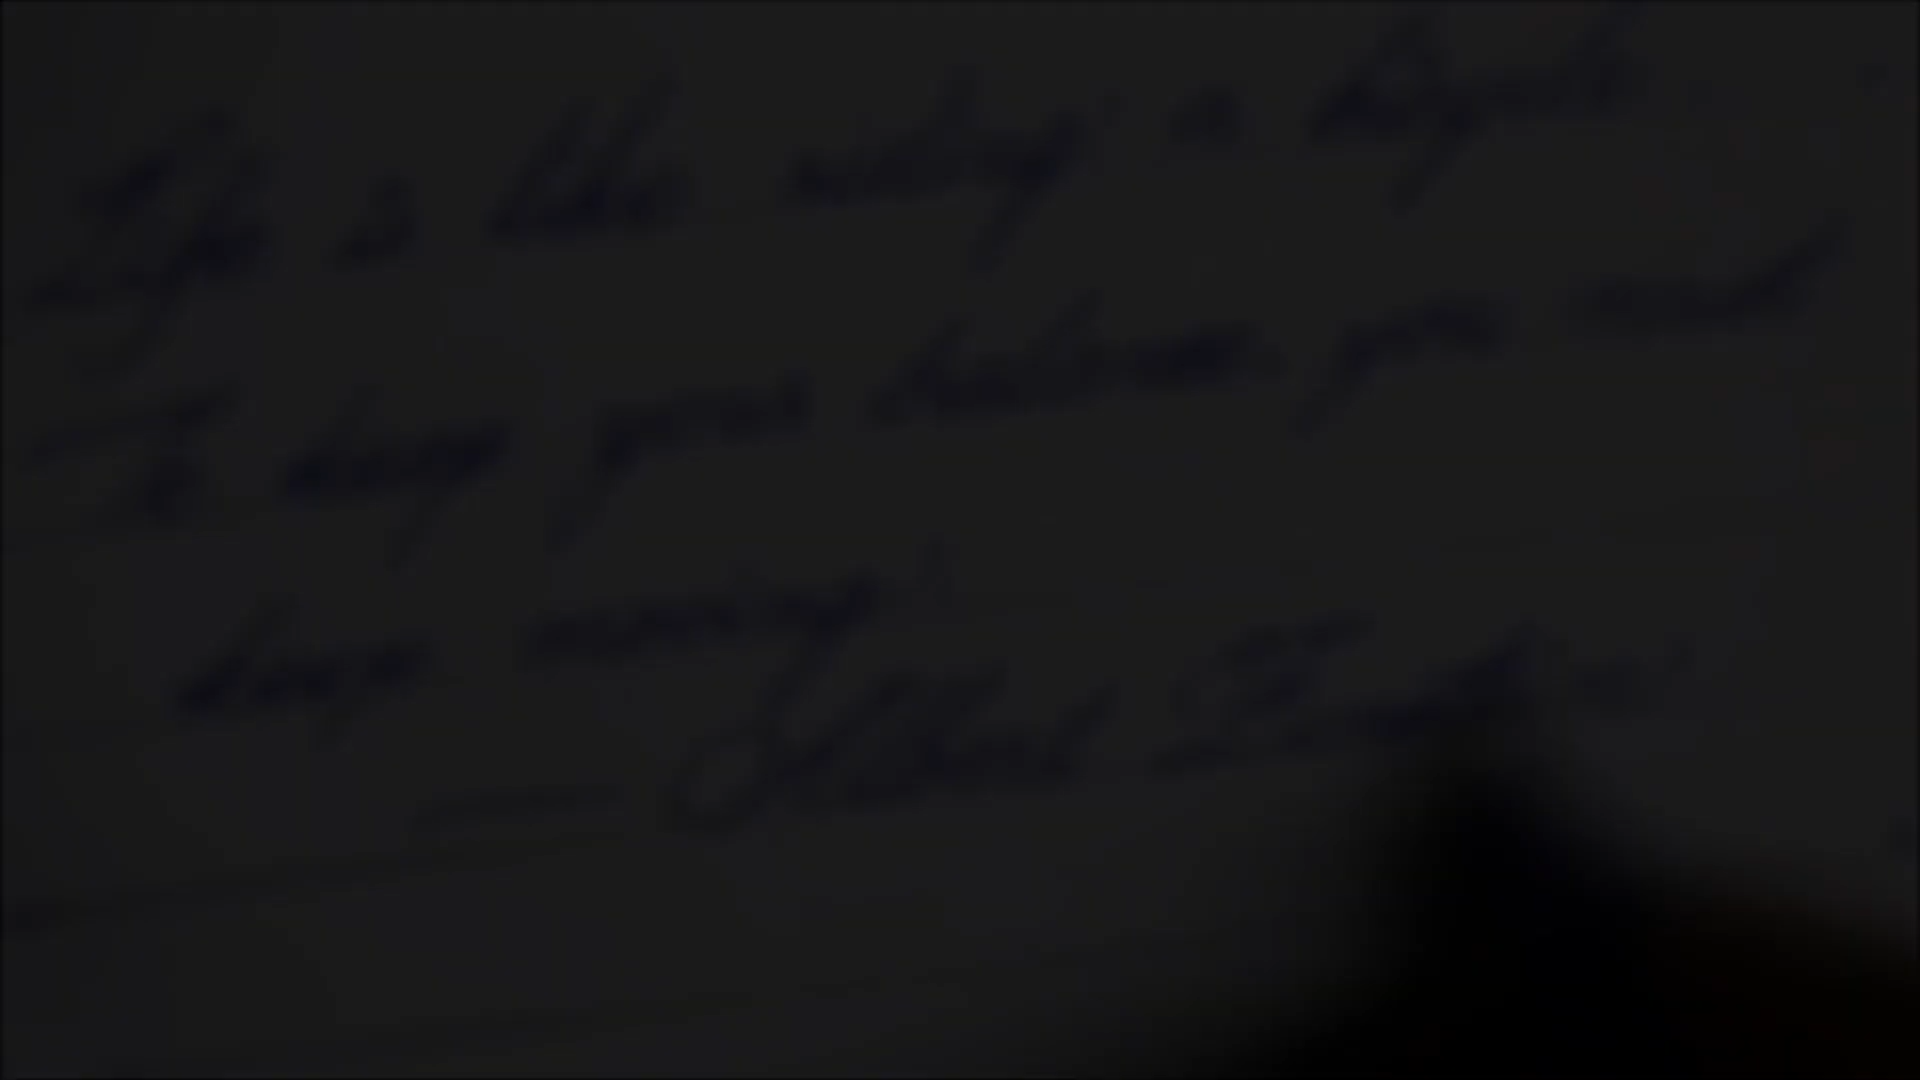 Life is like riding a bicycle
To keep your balance you must
keep moving
— Albert Einstein